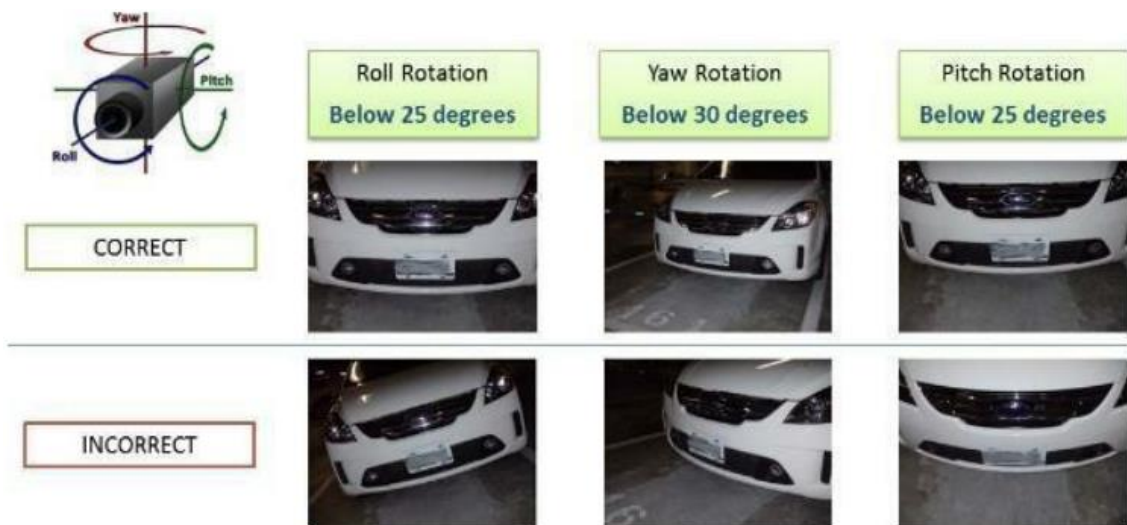 Yaw
Pitch
Roll
Roll Rotation
Below 25 degrees
Yaw Rotation
Below 30 degrees
Pitch Rotation
Below 25 degrees
CORRECT
INCORRECT